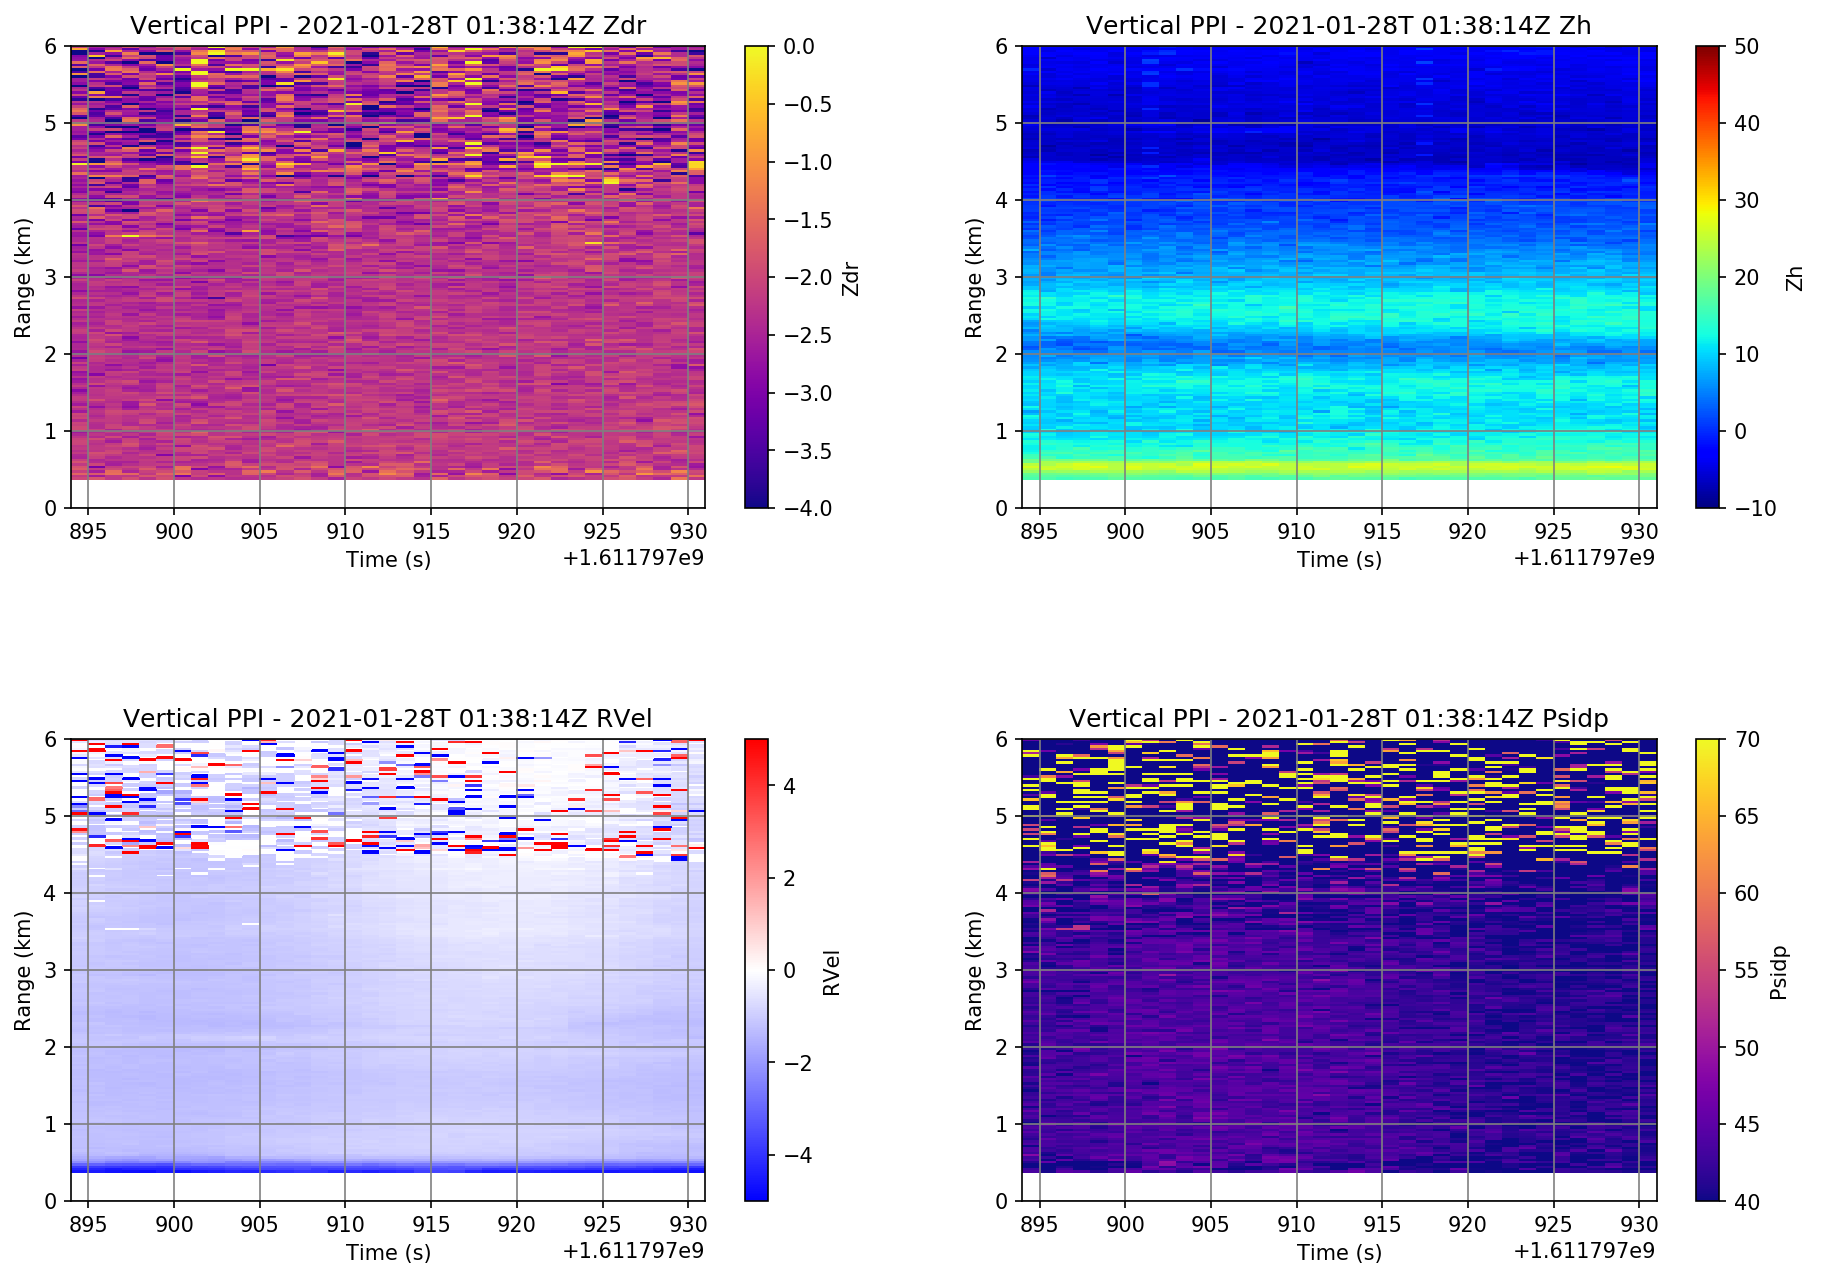 Vertical PPI - 2021-01-28T 01:38:14Z Zdr
6
5
4
3
2
1
0
Range (km)
895 900 905 910 915 920 925 930
Time (s)
+1.611797e9
0.0
−0.5
−1.0
−1.5
−2.0
−2.5
−3.0
−3.5
−4.0
Zdr
Vertical PPI - 2021-01-28T 01:38:14Z Zh
6
5
4
3
2
1
0
Range (km)
895 900 905 910 915 920 925 930
Time (s)
+1.611797e9
50
40
30
20
10
0
−10
Zh
Vertical PPI - 2021-01-28T 01:38:14Z RVel
6
5
4
3
2
1
0
Range (km)
895 900 905 910 915 920 925 930
Time (s)
+1.611797e9
4
2
0
−2
−4
RVel
Vertical PPI - 2021-01-28T 01:38:14Z Psidp
6
5
4
3
2
1
0
Range (km)
895 900 905 910 915 920 925 930
Time (s)
+1.611797e9
70
65
60
55
50
45
40
Psidp